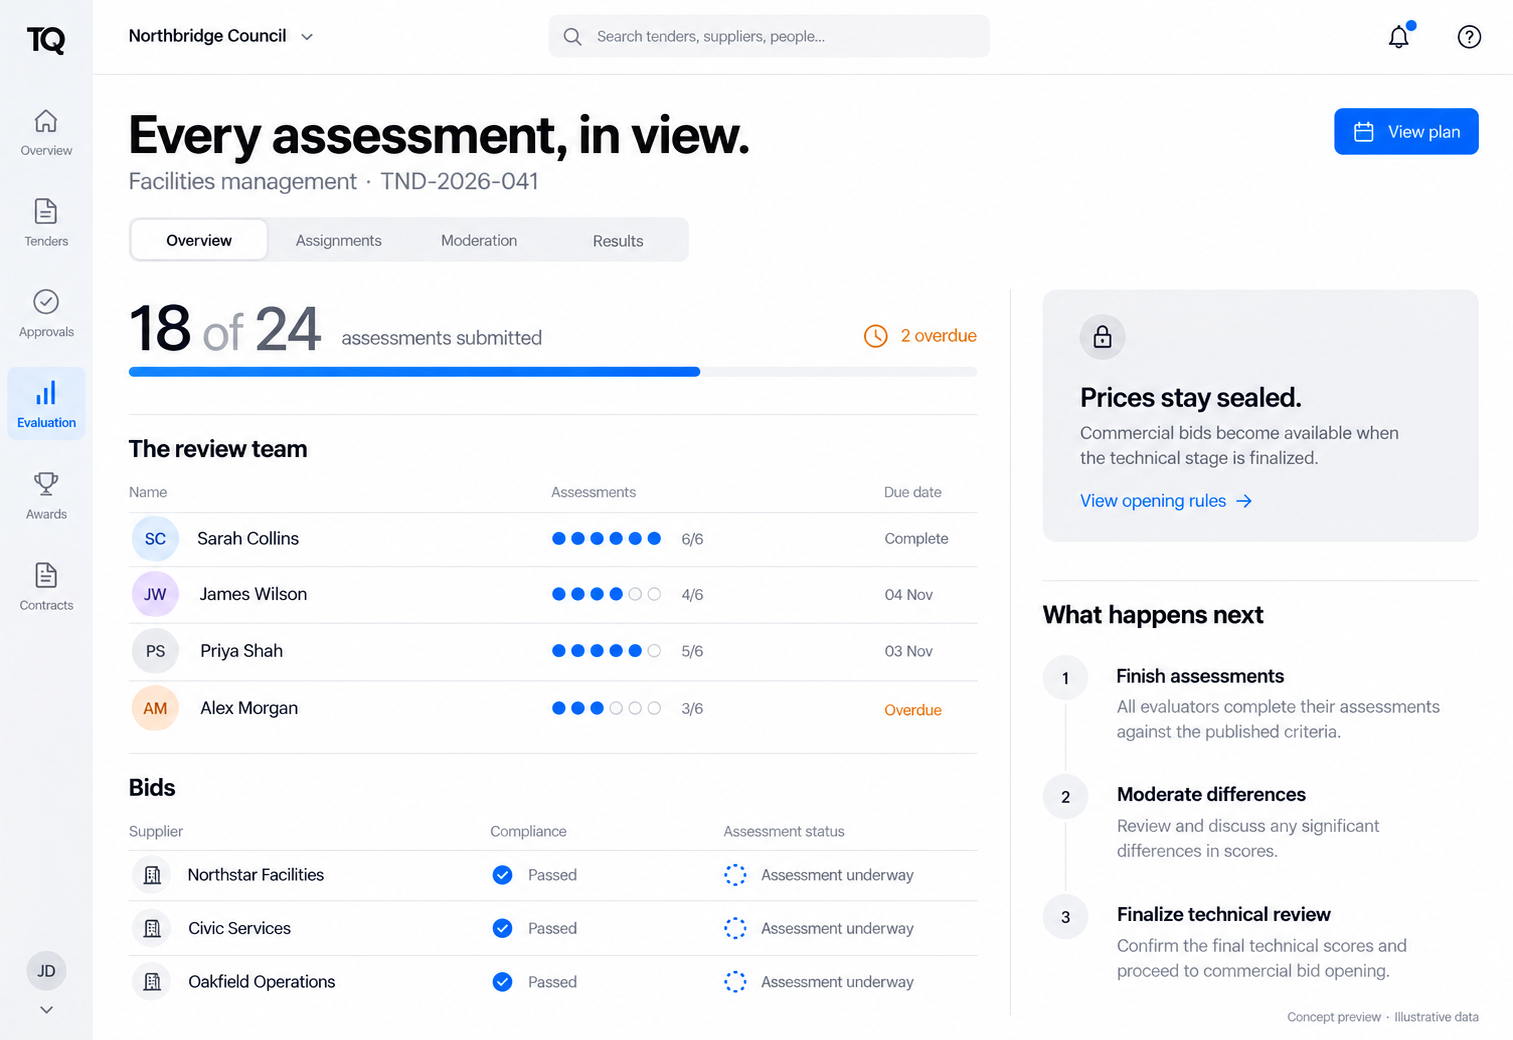 TQ
Northbridge Council
Search tenders, suppliers, people...
Overview
Tenders
Approvals
Evaluation
Awards
Contracts
JD
Every assessment, in view.
View plan
Facilities management · TND-2026-041
Overview Assignments Moderation Results
18 of 24 assessments submitted
2 overdue
The review team
Name Assessments Due date
SC Sarah Collins 6/6 Complete
JW James Wilson 4/6 04 Nov
PS Priya Shah 5/6 03 Nov
AM Alex Morgan 3/6 Overdue
Bids
Supplier Compliance Assessment status
Northstar Facilities Passed Assessment underway
Civic Services Passed Assessment underway
Oakfield Operations Passed Assessment underway
Prices stay sealed.
Commercial bids become available when
the technical stage is finalized.
View opening rules
What happens next
1 Finish assessments
All evaluators complete their assessments
against the published criteria.
2 Moderate differences
Review and discuss any significant
differences in scores.
3 Finalize technical review
Confirm the final technical scores and
proceed to commercial bid opening.
Concept preview · Illustrative data